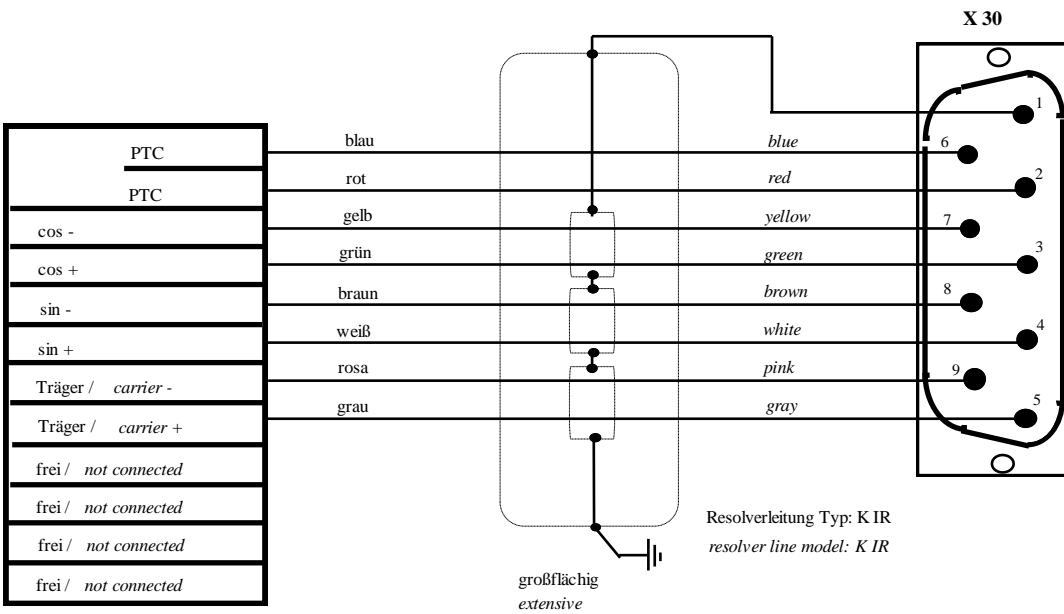 X 30
1
blau blue 6
PTC
rot red 2
PTC
gelb yellow 7
cos -
grün green 3
cos +
braun brown 8
sin -
weiß white 4
sin +
rosa pink 9
Träger / carrier -
grau gray 5
Träger / carrier +
frei / not connected
frei / not connected
frei / not connected
frei / not connected
Resolverleitung Typ: K IR
resolver line model: K IR
großflächig
extensive